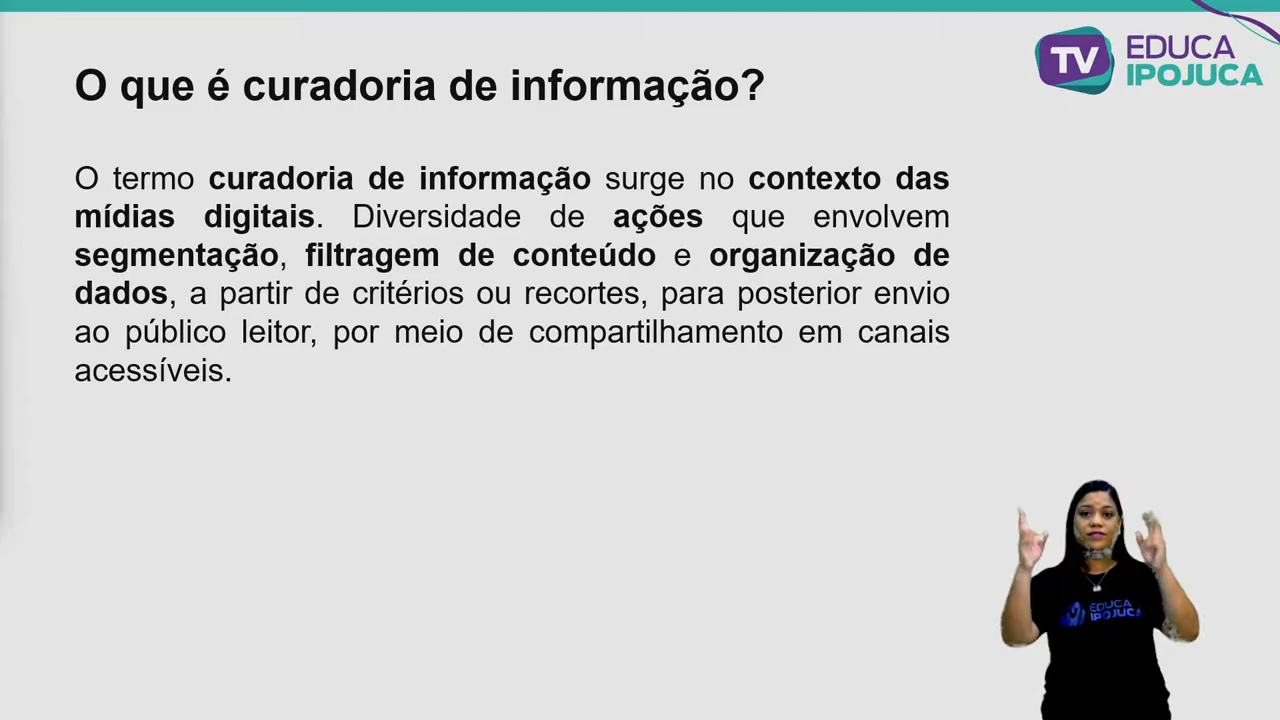 TV
EDUCA
IPOJUCA
O que é curadoria de informação?
O termo curadoria de informação surge no contexto das
mídias digitais. Diversidade de ações que envolvem
segmentação, filtragem de conteúdo e organização de
dados, a partir de critérios ou recortes, para posterior envio
ao público leitor, por meio de compartilhamento em canais
acessíveis.
EDUCA
IPOJUCA